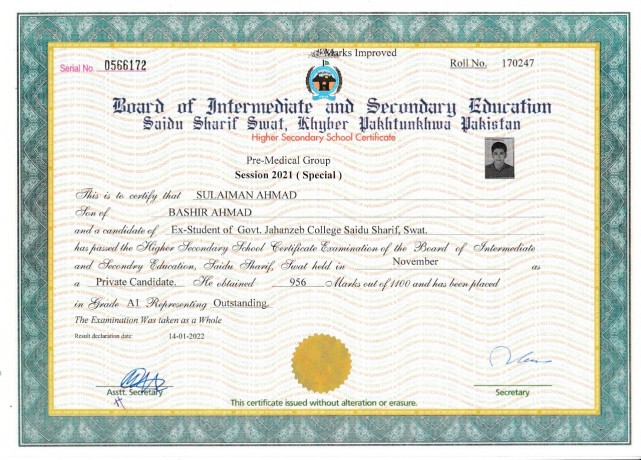 Marks Improved
Serial No. 0566172
Roll No. 170247
Board of Intermediate and Secondary Education
Saidu Sharif Swat, Khyber Pakhtunkhwa Pakistan
Higher Secondary School Certificate
Pre-Medical Group
Session 2021 ( Special )
This is to certify that SULAIMAN AHMAD
Son of BASHIR AHMAD
and a candidate of Ex-Student of Govt. Jahanzeb College Saidu Sharif, Swat.
has passed the Higher Secondary School Certificate Examination of the Board of Intermediate
and Secondry Education, Saidu Sharif, Swat held in November as
a Private Candidate. He obtained 956 Marks out of 1100 and has been placed
in Grade A1 Representing Outstanding.
The Examination Was taken as a Whole
Result declaration date: 14-01-2022
Asstt. Secretary
Secretary
This certificate issued without alteration or erasure.